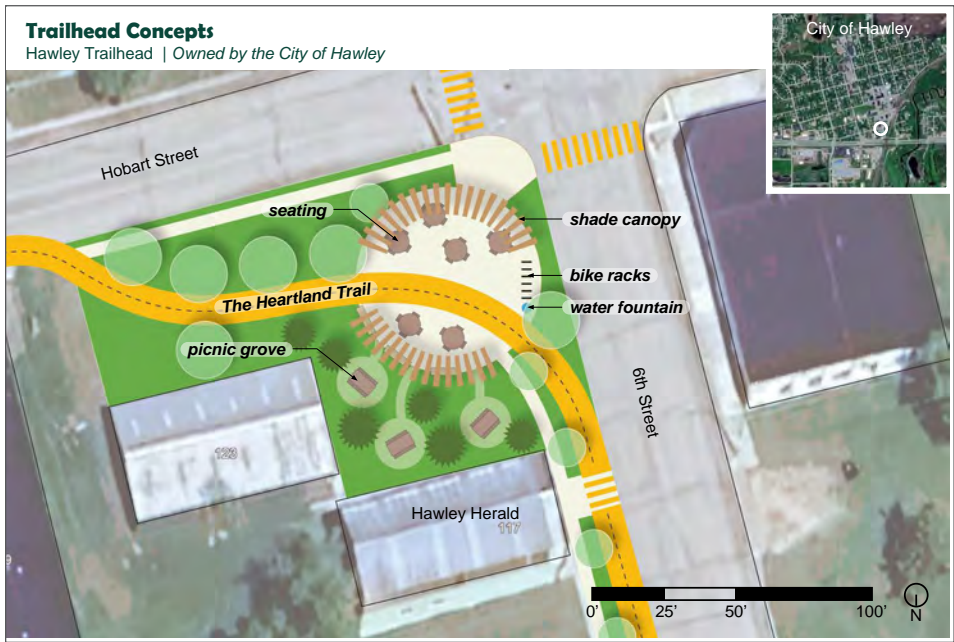 Trailhead Concepts
Hawley Trailhead | Owned by the City of Hawley
City of Hawley
Hobart Street
seating
shade canopy
bike racks
The Heartland Trail
water fountain
picnic grove
6th Street
123
Hawley Herald
117
0' 25' 50' 100'
N